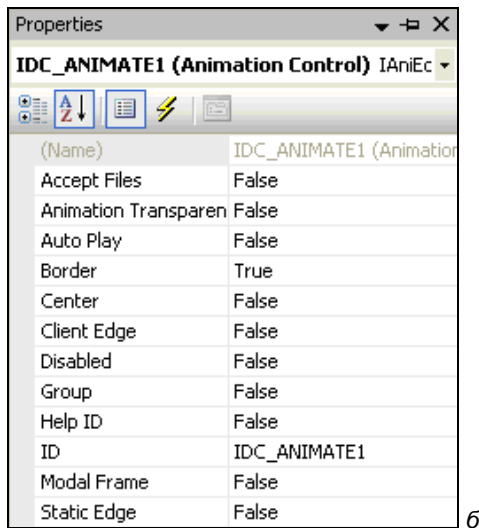 Properties
IDC_ANIMATE1 (Animation Control) IAniEc
(Name) IDC_ANIMATE1 (Animation
Accept Files False
Animation Transparen False
Auto Play False
Border True
Center False
Client Edge False
Disabled False
Group False
Help ID False
ID IDC_ANIMATE1
Modal Frame False
Static Edge False
б